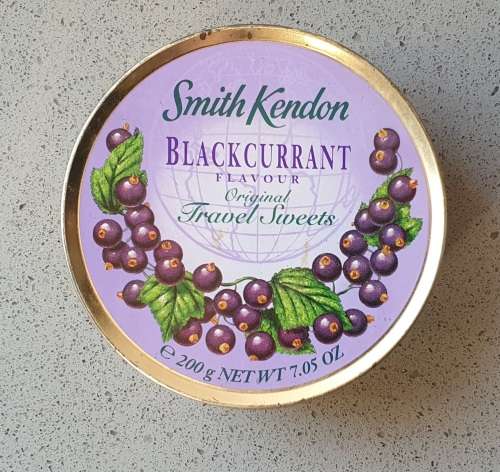 Smith Kendon
BLACKCURRANT
FLAVOUR
Original
Travel Sweets
℮ 200 g NET WT 7.05 OZ